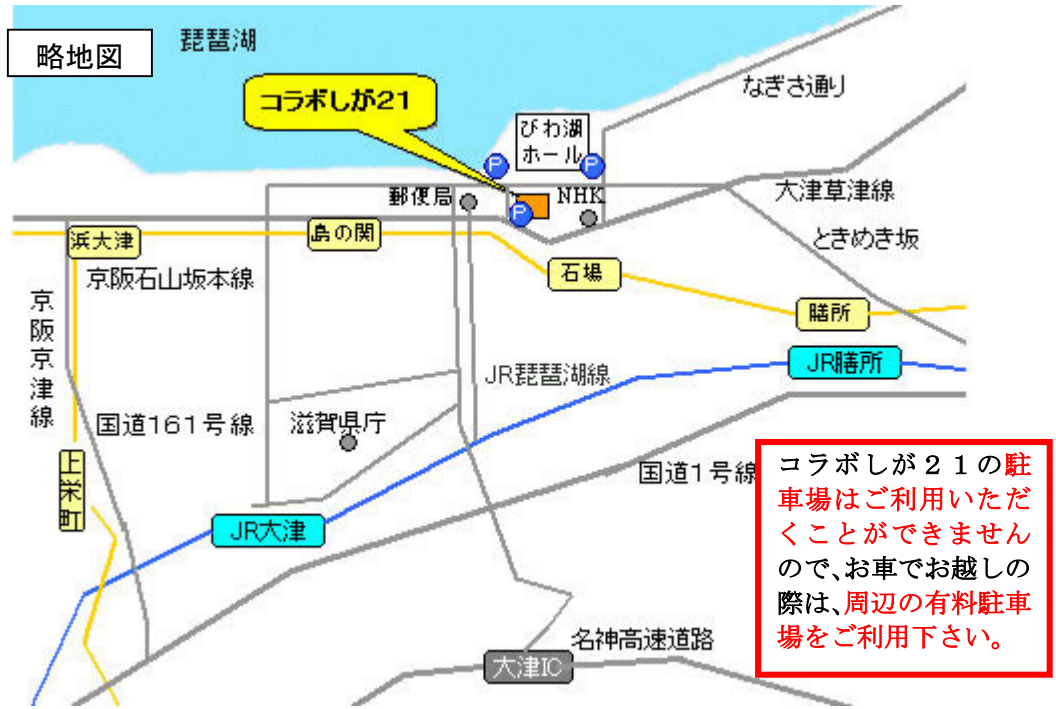 略地図
琵琶湖
コラボしが21
なぎさ通り
びわ湖
ホール
P
P
P
郵便局
NHK
大津草津線
ときめき坂
浜大津
島の関
石場
膳所
京阪石山坂本線
京阪京津線
JR膳所
JR琵琶湖線
国道161号線
滋賀県庁
上栄町
国道1号線
JR大津
名神高速道路
大津IC
コラボしが２１の駐
車場はご利用いただ
くことができません
ので、お車でお越しの
際は、周辺の有料駐車
場をご利用下さい。